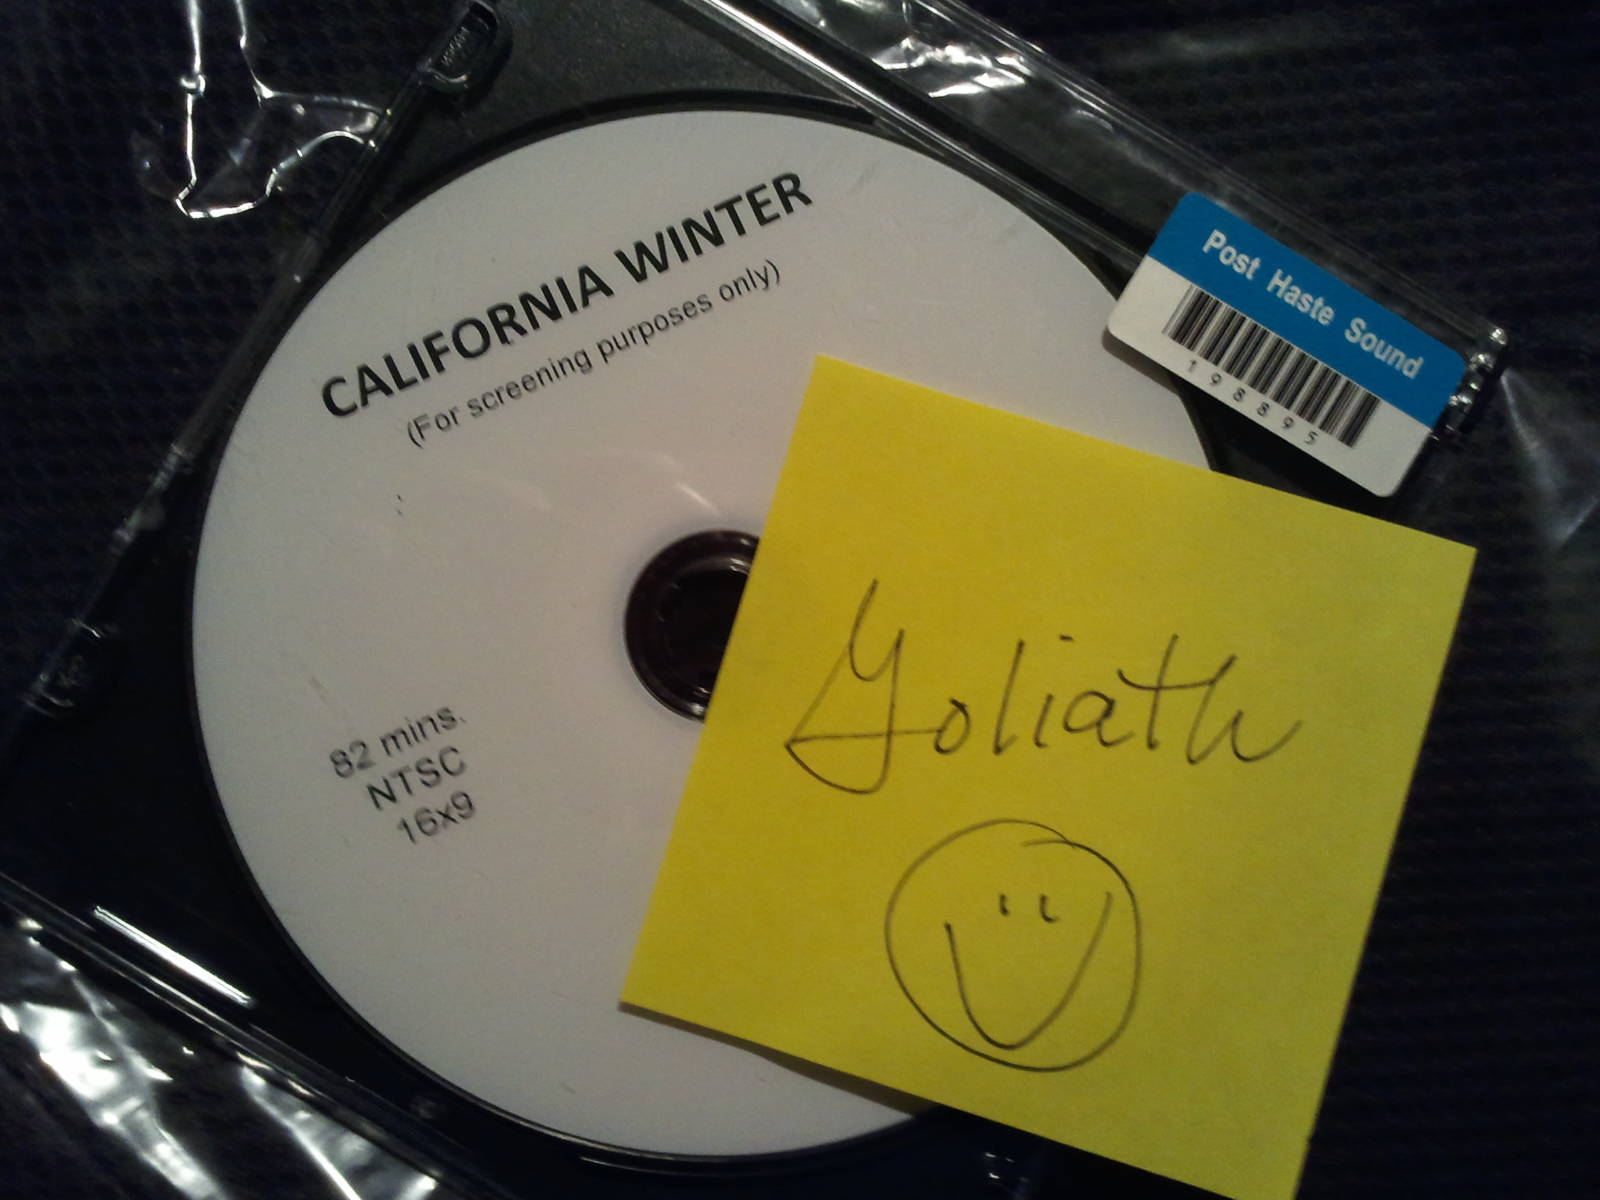 CALIFORNIA WINTER
(For screening purposes only)
Post Haste Sound
198895
82 mins.
NTSC
16x9
Goliath